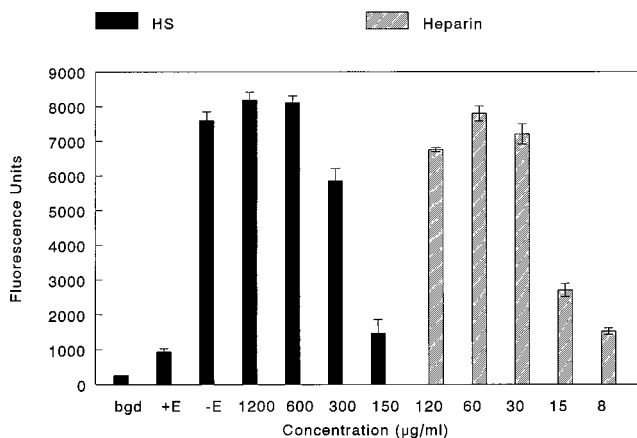 HS
Heparin
9000
8000
7000
6000
5000
4000
3000
2000
1000
0
Fluorescence Units
bgd +E -E 1200 600 300 150 120 60 30 15 8
Concentration (µg/ml)